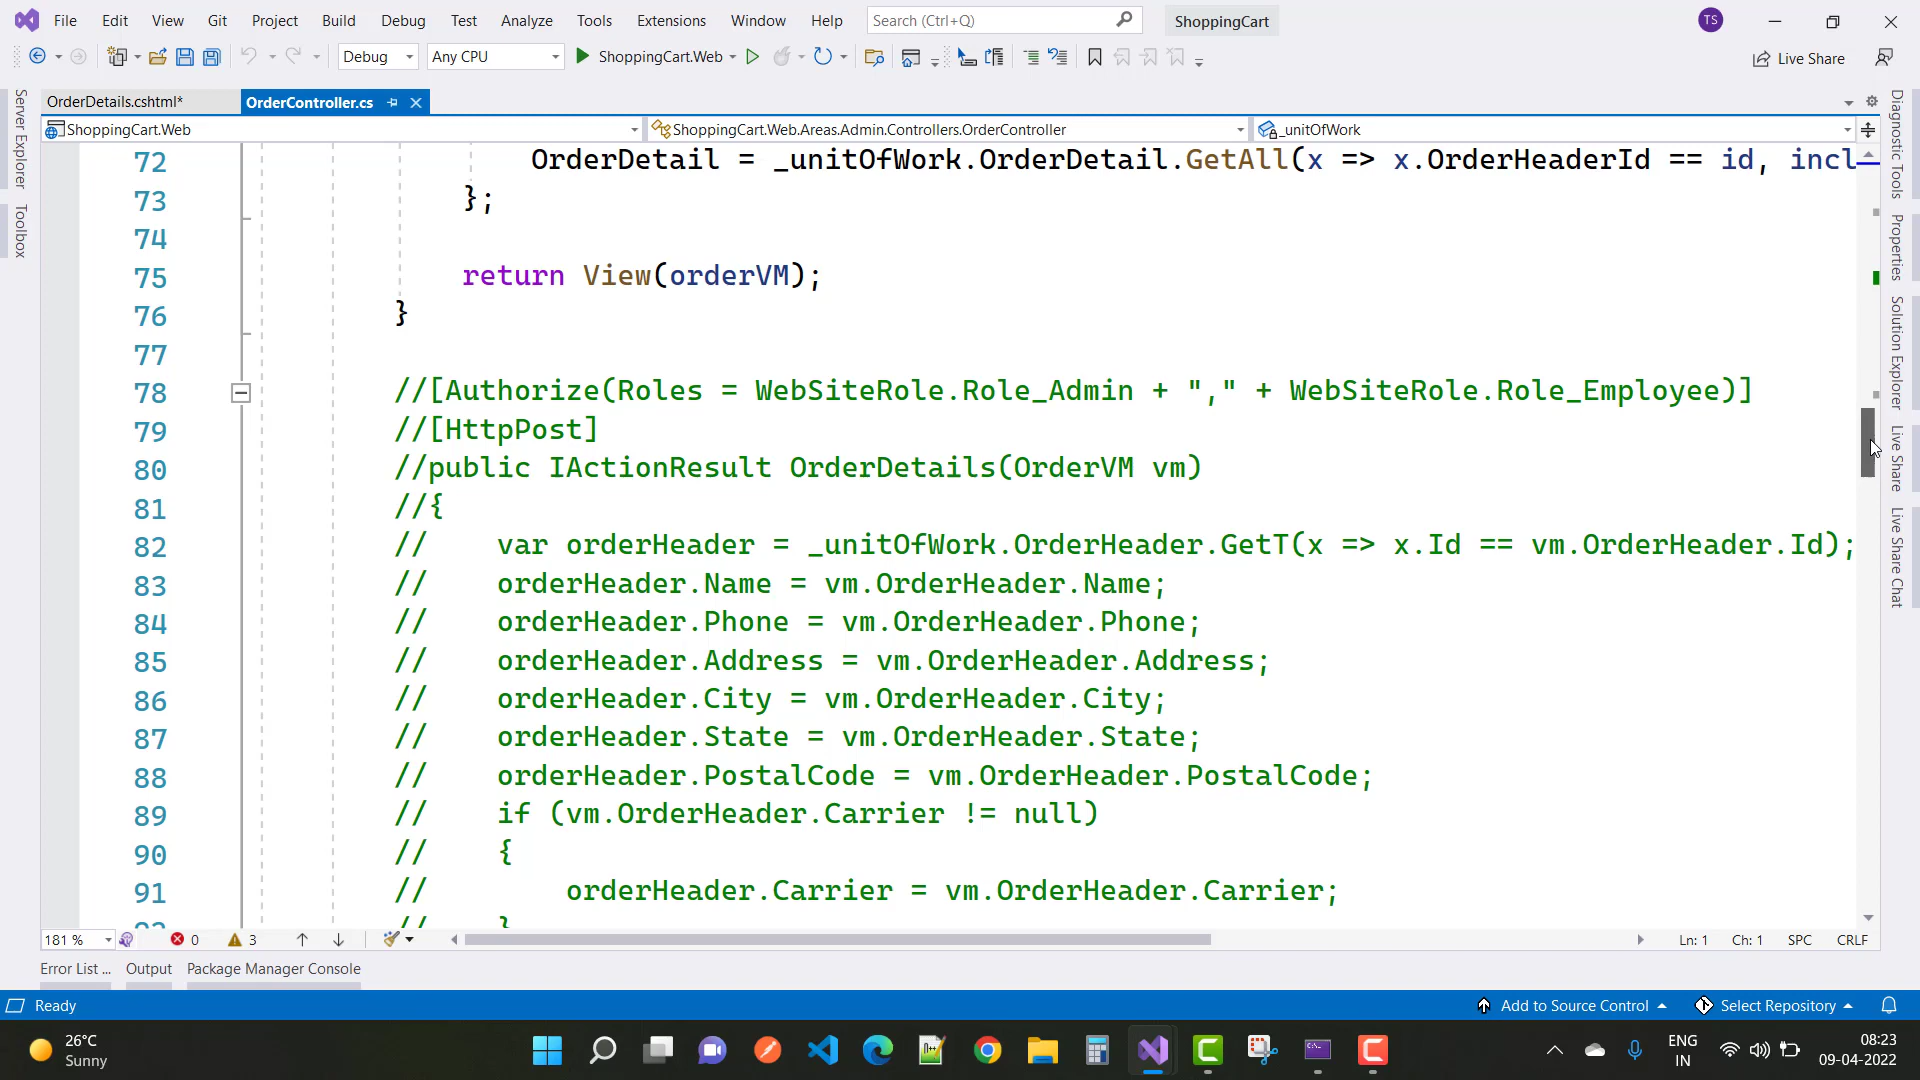 File Edit View Git Project Build Debug Test Analyze Tools Extensions Window Help Search (Ctrl+Q) ShoppingCart TS
Debug Any CPU ShoppingCart.Web Live Share
OrderDetails.cshtml* OrderController.cs
ShoppingCart.Web ShoppingCart.Web.Areas.Admin.Controllers.OrderController _unitOfWork
Server Explorer
Toolbox
72 OrderDetail = _unitOfWork.OrderDetail.GetAll(x => x.OrderHeaderId == id, incl
73 };
74
75 return View(orderVM);
76 }
77
78 //[Authorize(Roles = WebSiteRole.Role_Admin + "," + WebSiteRole.Role_Employee)]
79 //[HttpPost]
80 //public IActionResult OrderDetails(OrderVM vm)
81 //{
82 // var orderHeader = _unitOfWork.OrderHeader.GetT(x => x.Id == vm.OrderHeader.Id);
83 // orderHeader.Name = vm.OrderHeader.Name;
84 // orderHeader.Phone = vm.OrderHeader.Phone;
85 // orderHeader.Address = vm.OrderHeader.Address;
86 // orderHeader.City = vm.OrderHeader.City;
87 // orderHeader.State = vm.OrderHeader.State;
88 // orderHeader.PostalCode = vm.OrderHeader.PostalCode;
89 // if (vm.OrderHeader.Carrier != null)
90 // {
91 // orderHeader.Carrier = vm.OrderHeader.Carrier;
92 // }
Diagnostic Tools
Properties
Solution Explorer
Live Share
Live Share Chat
181 % 0 3 Ln: 1 Ch: 1 SPC CRLF
Error List ... Output Package Manager Console
Ready Add to Source Control Select Repository
26°C
Sunny
ENG
IN
08:23
09-04-2022